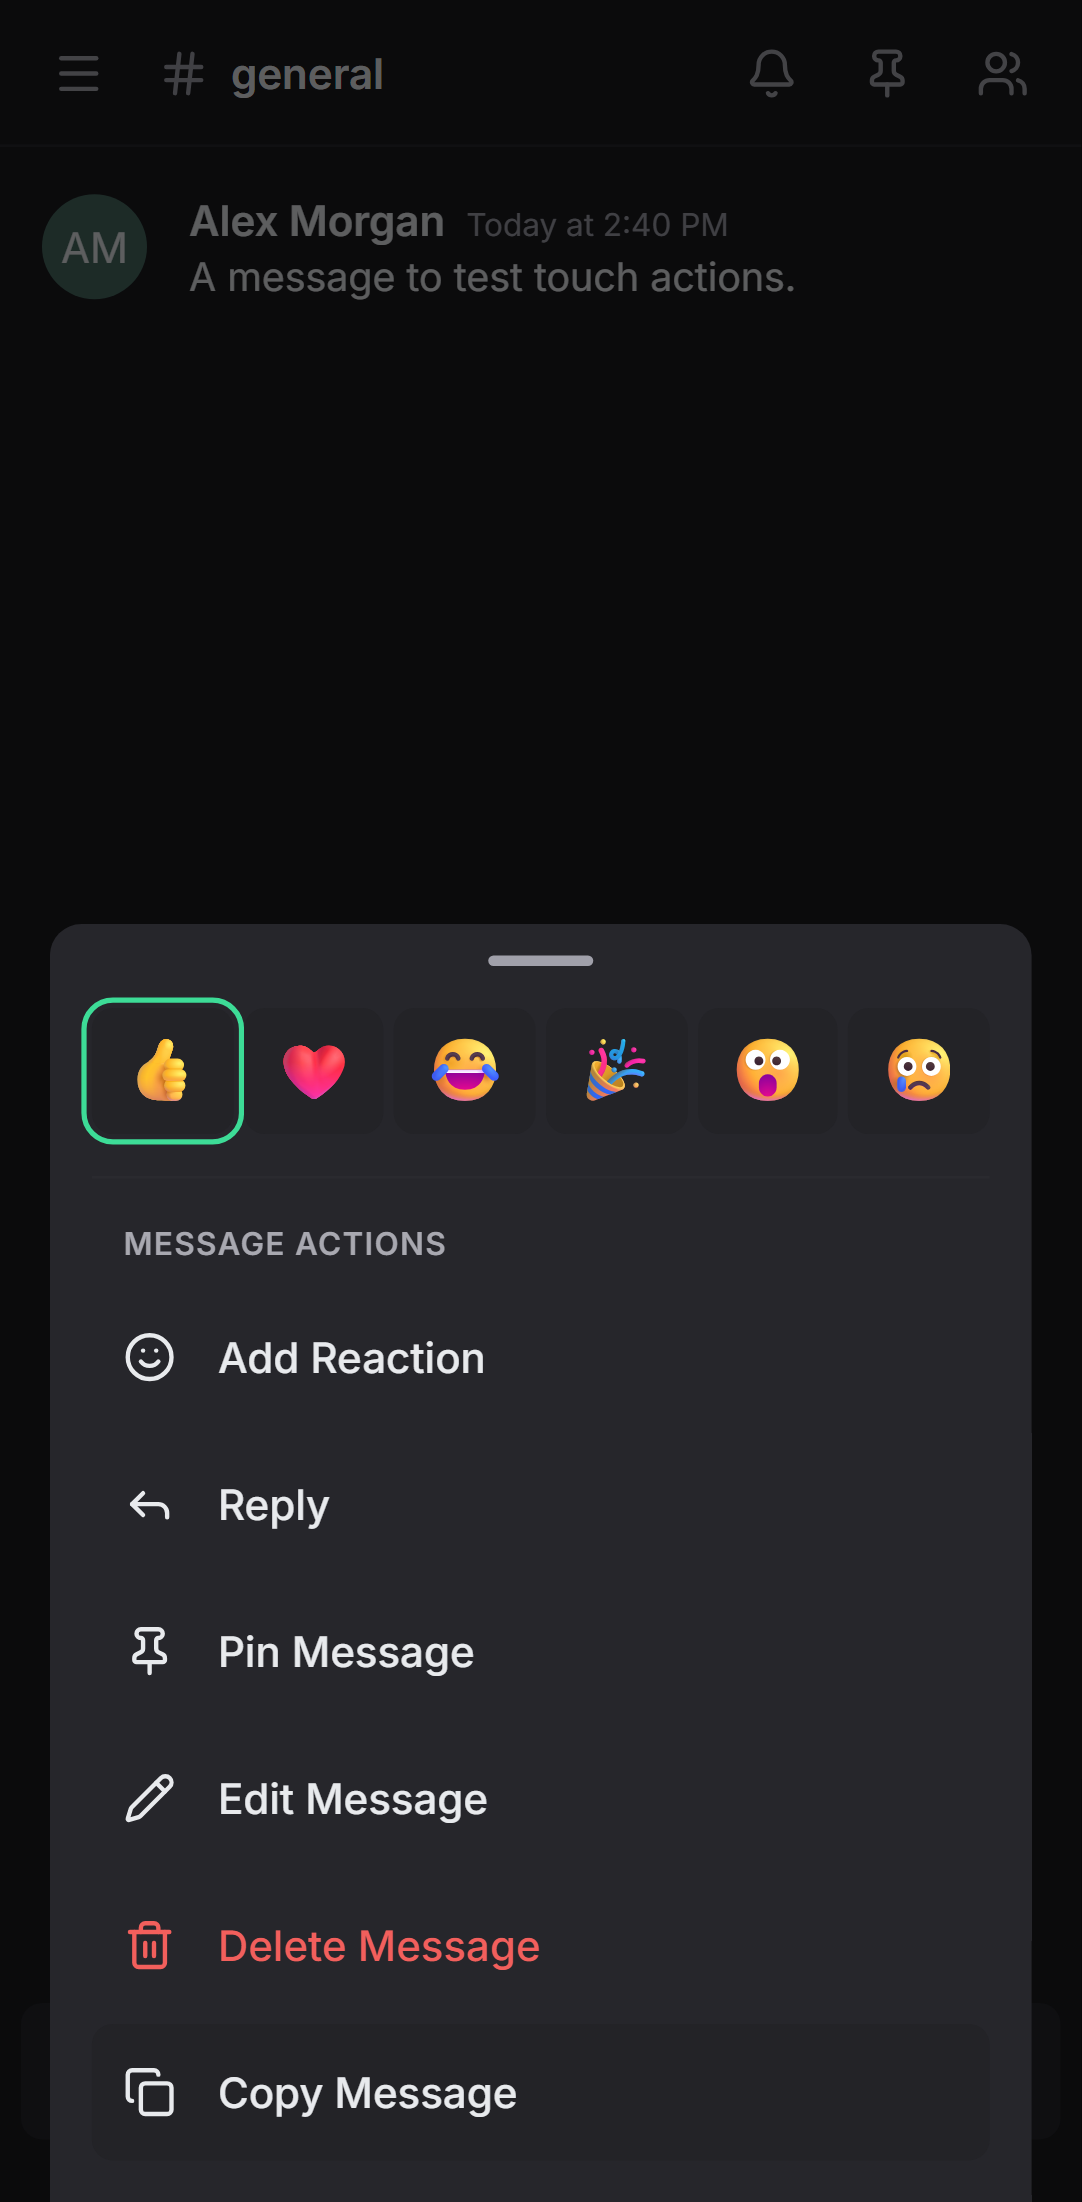 # general
AM
Alex Morgan Today at 2:40 PM
A message to test touch actions.
MESSAGE ACTIONS
Add Reaction
Reply
Pin Message
Edit Message
Delete Message
Copy Message